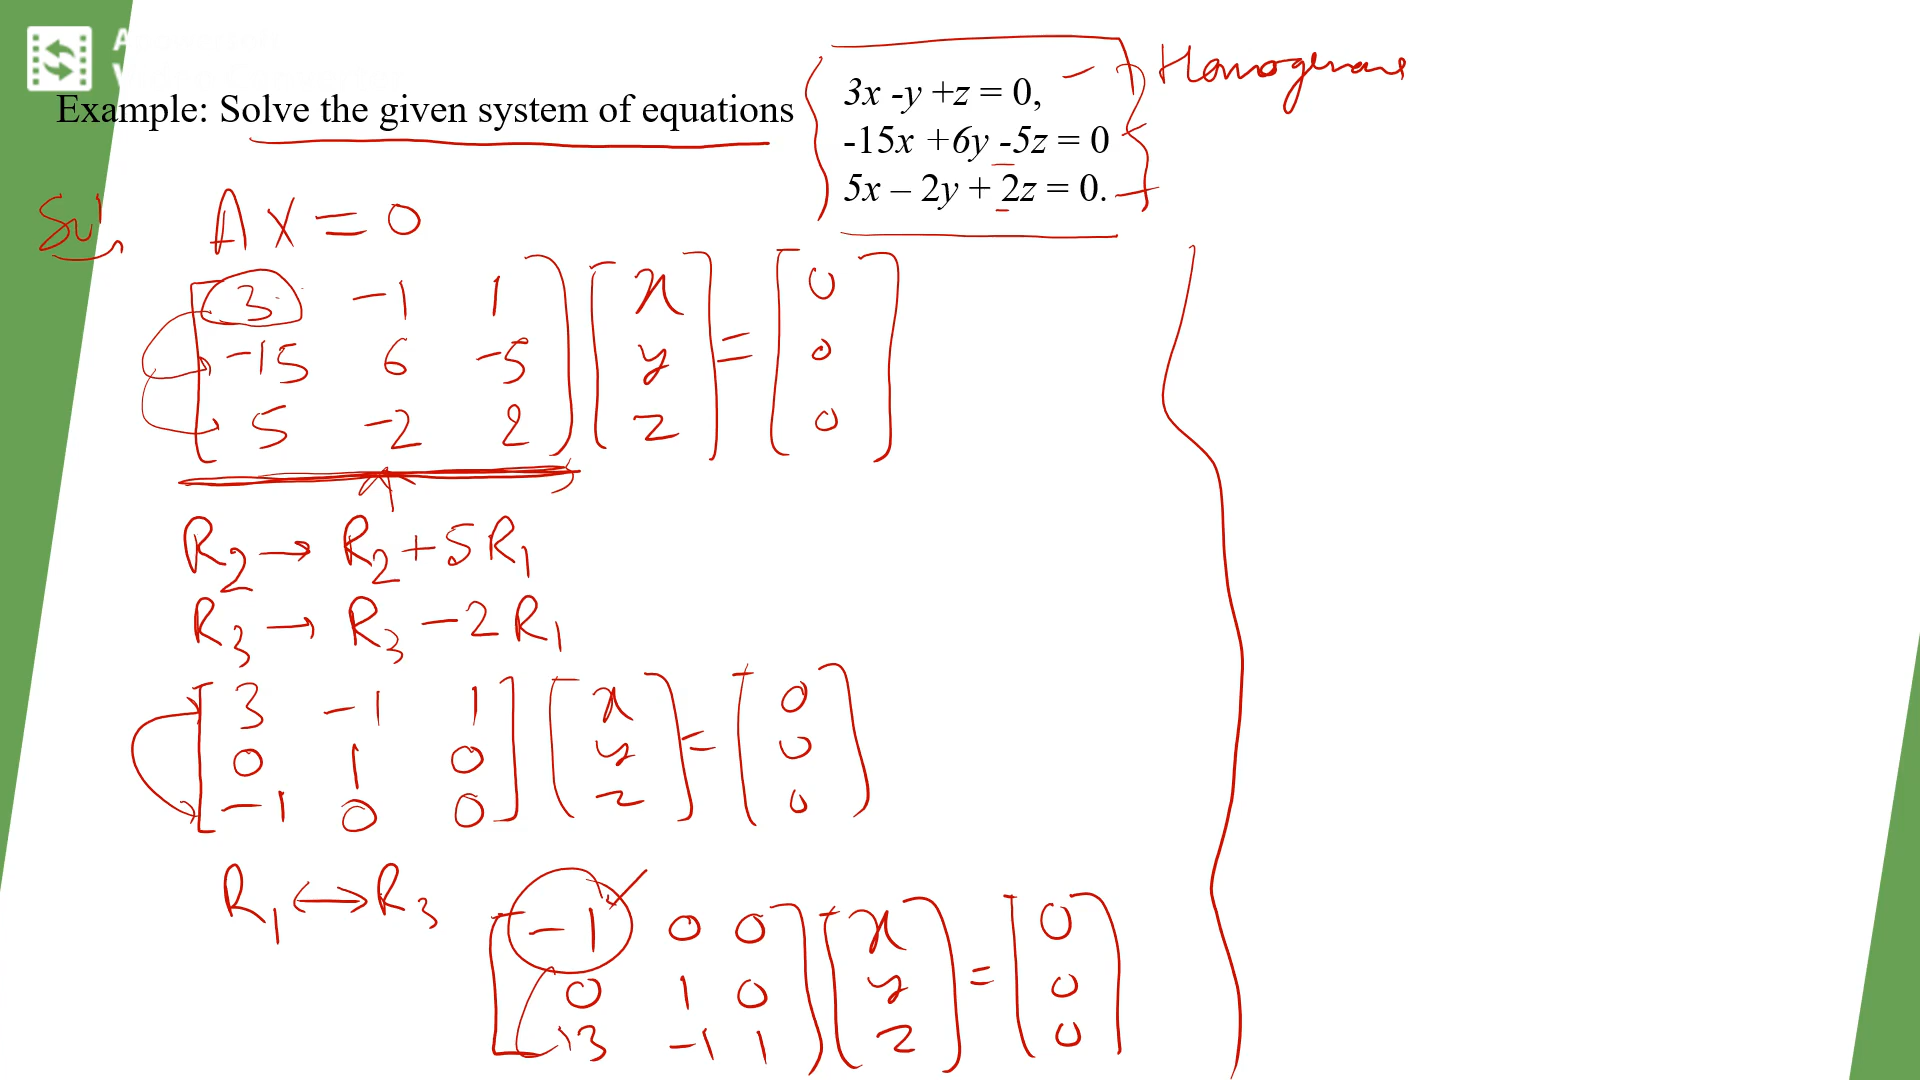 Example: Solve the given system of equations
3x -y +z = 0,
-15x +6y -5z = 0
5x – 2y + 2z = 0.
Homogeneous
Sol
AX = 0
[3 -1 1] [x] = [0]
[-15 6 -5] [y] [0]
[5 -2 2] [z] [0]
R2 → R2 + 5R1
R3 → R3 - 2R1
[3 -1 1] [x] = [0]
[0 1 0] [y] [0]
[-1 0 0] [z] [0]
R1 ↔ R3
[-1 0 0] [x] = [0]
[0 1 0] [y] [0]
[3 -1 1] [z] [0]